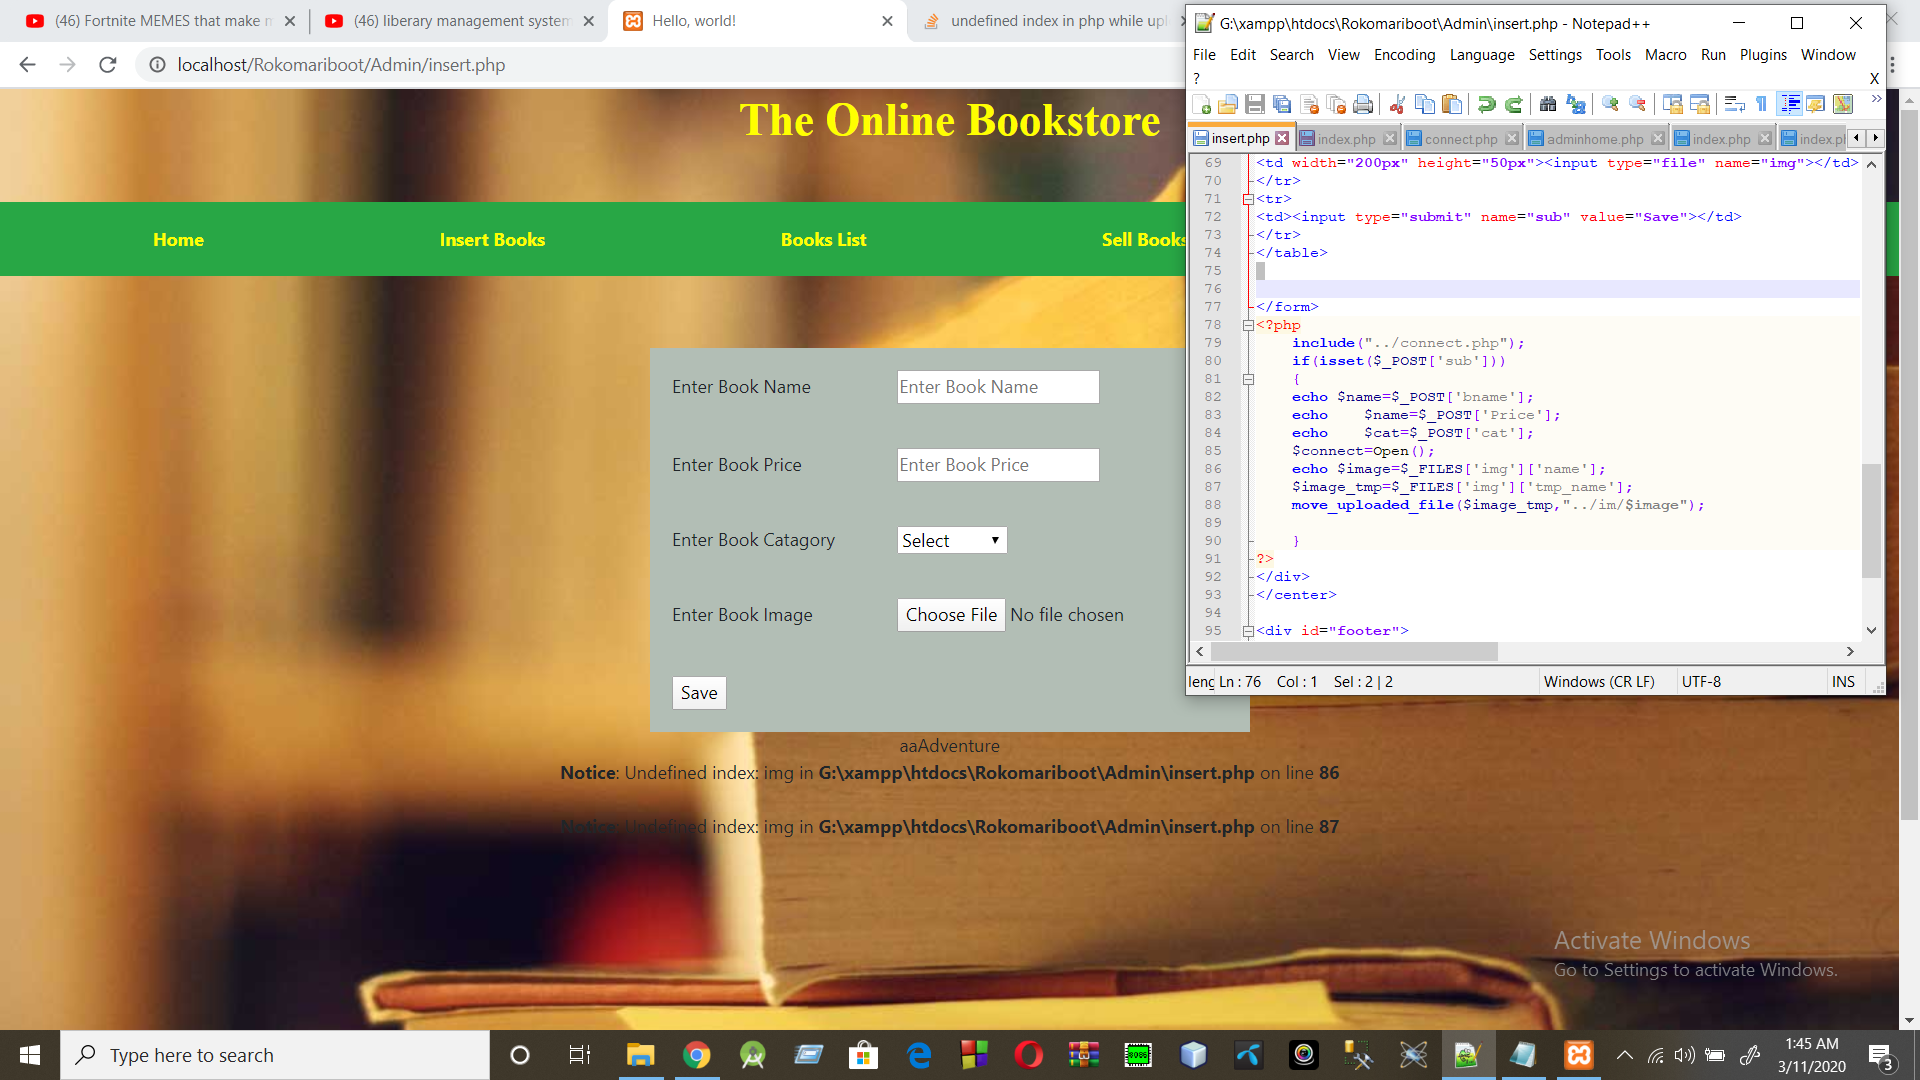 (46) Fortnite MEMES that make
(46) liberary management system
Hello, world!
undefined index in php while upl
localhost/Rokomariboot/Admin/insert.php
The Online Bookstore
Home Insert Books Books List Sell Books
Enter Book Name Enter Book Name
Enter Book Price Enter Book Price
Enter Book Catagory Select
Enter Book Image Choose File No file chosen
Save
aaAdventure
Notice: Undefined index: img in G:\xampp\htdocs\Rokomariboot\Admin\insert.php on line 86
Notice: Undefined index: img in G:\xampp\htdocs\Rokomariboot\Admin\insert.php on line 87
G:\xampp\htdocs\Rokomariboot\Admin\insert.php - Notepad++
File Edit Search View Encoding Language Settings Tools Macro Run Plugins Window
? X
insert.php index.php connect.php adminhome.php index.php index.p
69 <td width="200px" height="50px"><input type="file" name="img"></td>
70 </tr>
71 <tr>
72 <td><input type="submit" name="sub" value="Save"></td>
73 </tr>
74 </table>
75
76
77 </form>
78 <?php
79 include("../connect.php");
80 if(isset($_POST['sub']))
81 {
82 echo $name=$_POST['bname'];
83 echo $name=$_POST['Price'];
84 echo $cat=$_POST['cat'];
85 $connect=Open();
86 echo $image=$_FILES['img']['name'];
87 $image_tmp=$_FILES['img']['tmp_name'];
88 move_uploaded_file($image_tmp,"../im/$image");
89
90 }
91 ?>
92 </div>
93 </center>
94
95 <div id="footer">
leng Ln : 76 Col : 1 Sel : 2 | 2 Windows (CR LF) UTF-8 INS
Activate Windows
Go to Settings to activate Windows.
Type here to search
1:45 AM
3/11/2020
3